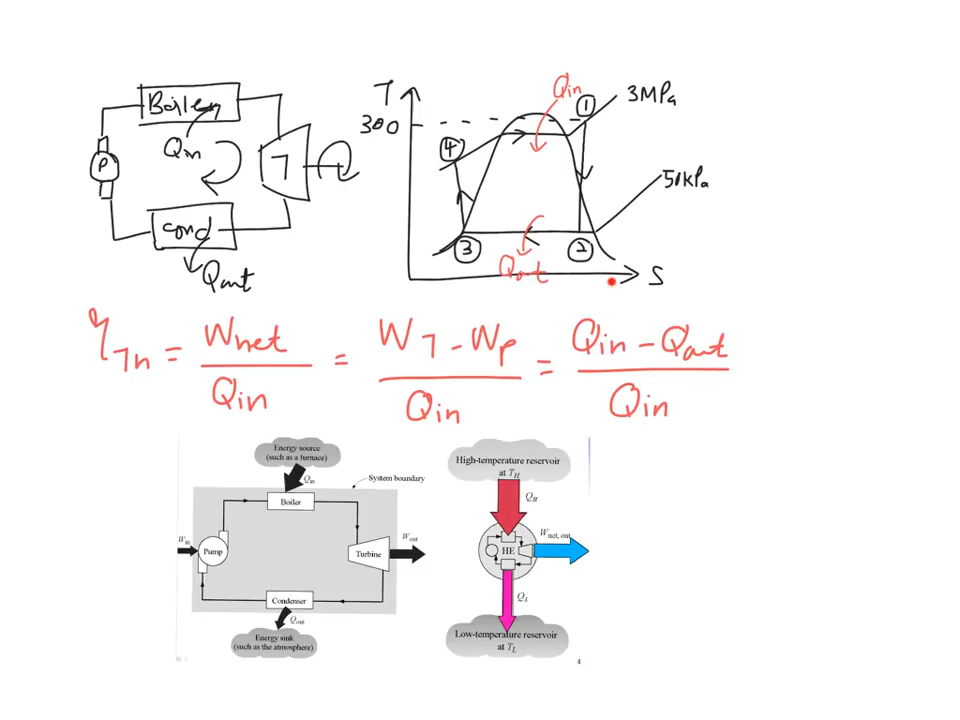 Boiler
Qin
P
T
Cond
Qout
T
300
Qin
1
3MPa
4
50kPa
3
2
Qout
S
ηTh = Wnet / Qin = WT - Wp / Qin = Qin - Qout / Qin
Energy source
(such as a furnace)
Qin
System boundary
Boiler
Win
Pump
Wout
Turbine
Condenser
Qout
Energy sink
(such as the atmosphere)
High-temperature reservoir
at TH
QH
Wnet, out
HE
QL
Low-temperature reservoir
at TL
4